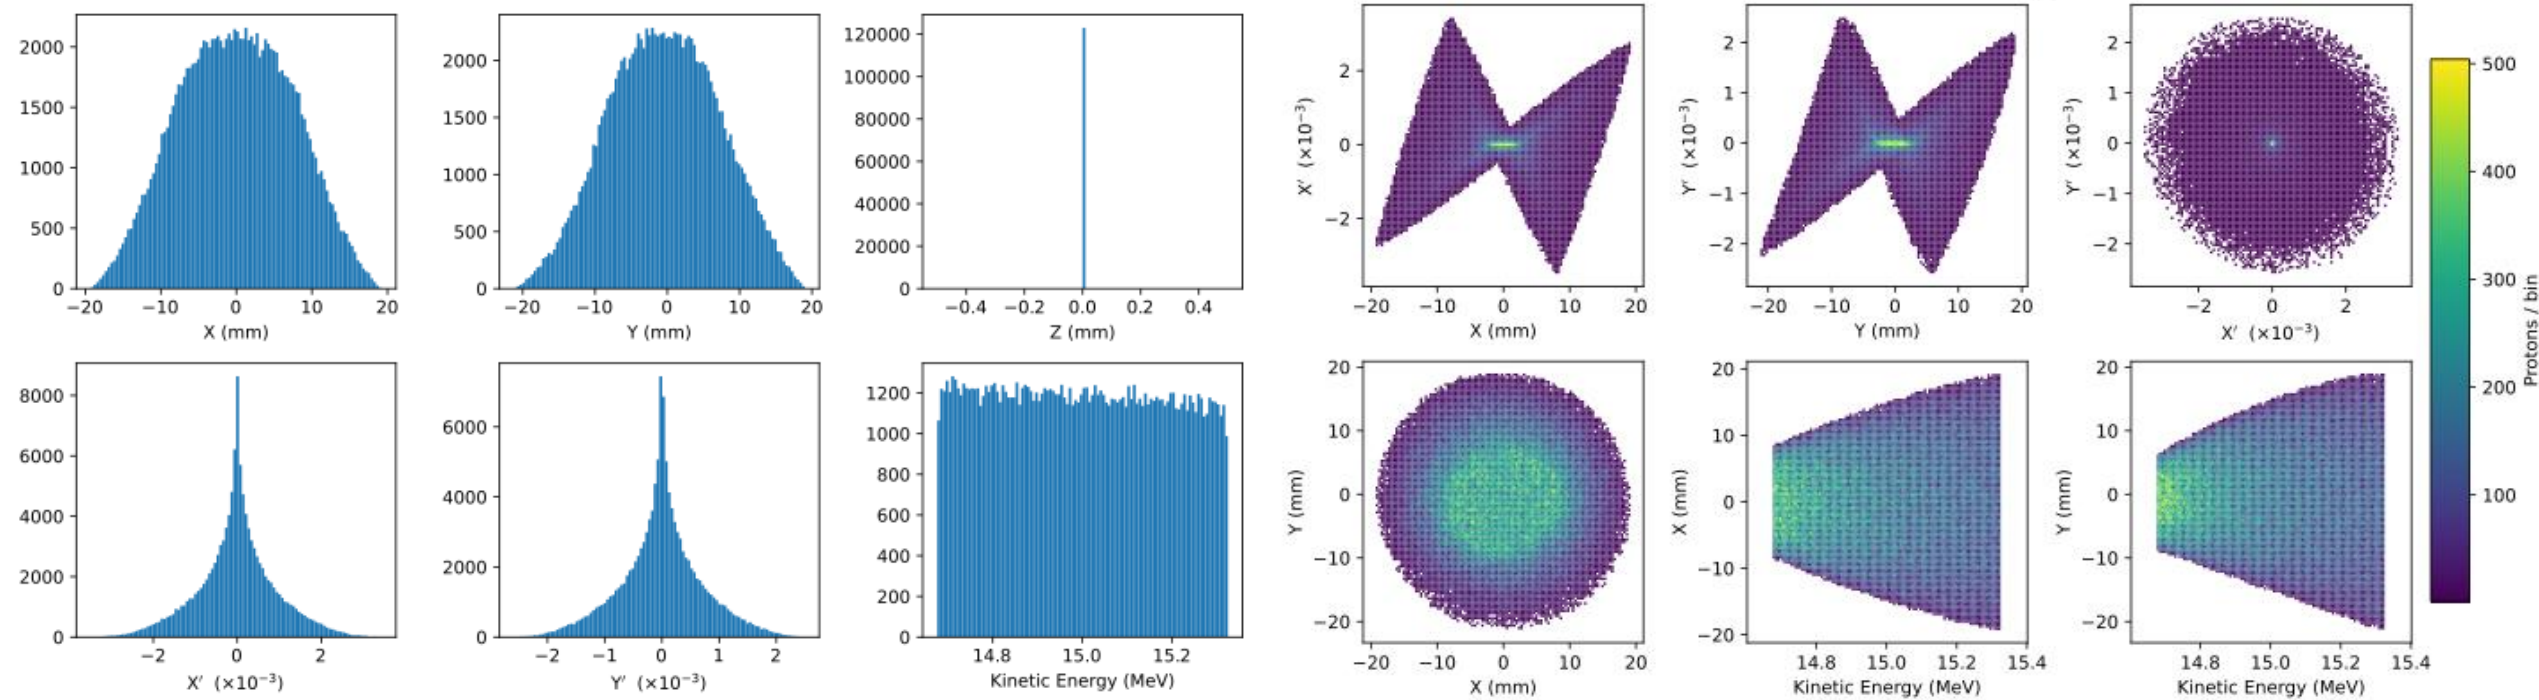 2000
1500
1000
500
0
−20 −10 0 10 20
X (mm)
2000
1500
1000
500
0
−20 −10 0 10 20
Y (mm)
120000
100000
80000
60000
40000
20000
0
−0.4 −0.2 0.0 0.2 0.4
Z (mm)
X′ (×10⁻³)
2
0
−2
−20 −10 0 10 20
X (mm)
Y′ (×10⁻³)
2
1
0
−1
−2
−20 −10 0 10 20
Y (mm)
Y′ (×10⁻³)
2
1
0
−1
−2
−2 0 2
X′ (×10⁻³)
8000
6000
4000
2000
0
−2 0 2
X′ (×10⁻³)
6000
4000
2000
0
−2 −1 0 1 2
Y′ (×10⁻³)
1200
1000
800
600
400
200
0
14.8 15.0 15.2
Kinetic Energy (MeV)
Y (mm)
20
10
0
−10
−20
−20 −10 0 10 20
X (mm)
X (mm)
20
10
0
−10
−20
14.8 15.0 15.2 15.4
Kinetic Energy (MeV)
Y (mm)
20
10
0
−10
−20
14.8 15.0 15.2 15.4
Kinetic Energy (MeV)
500
400
300
200
100
Protons / bin